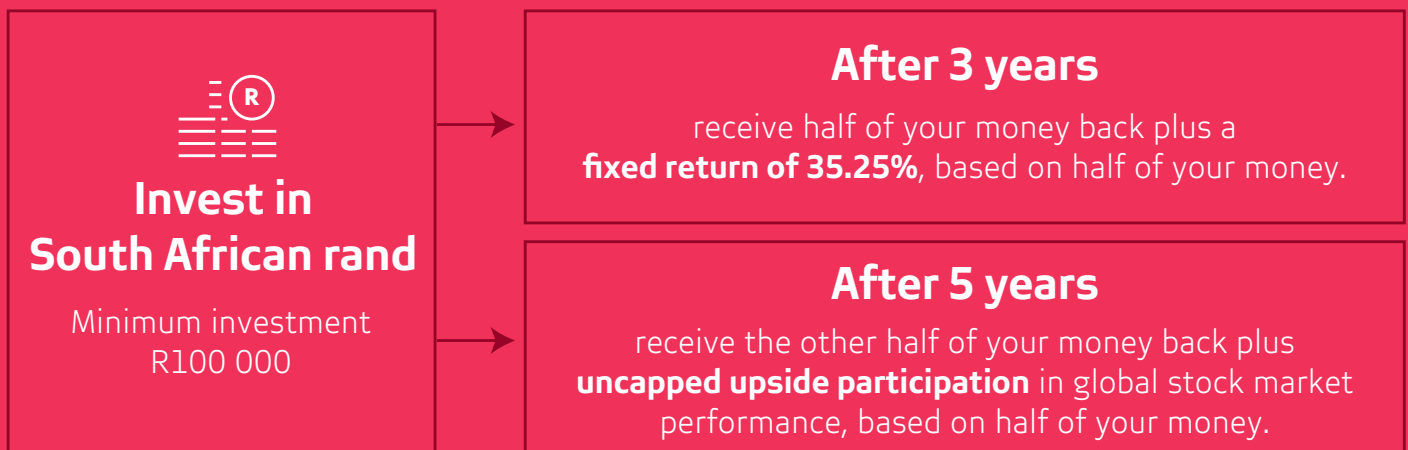 R
Invest in
South African rand
Minimum investment
R100 000
After 3 years
receive half of your money back plus a
fixed return of 35.25%, based on half of your money.
After 5 years
receive the other half of your money back plus
uncapped upside participation in global stock market
performance, based on half of your money.